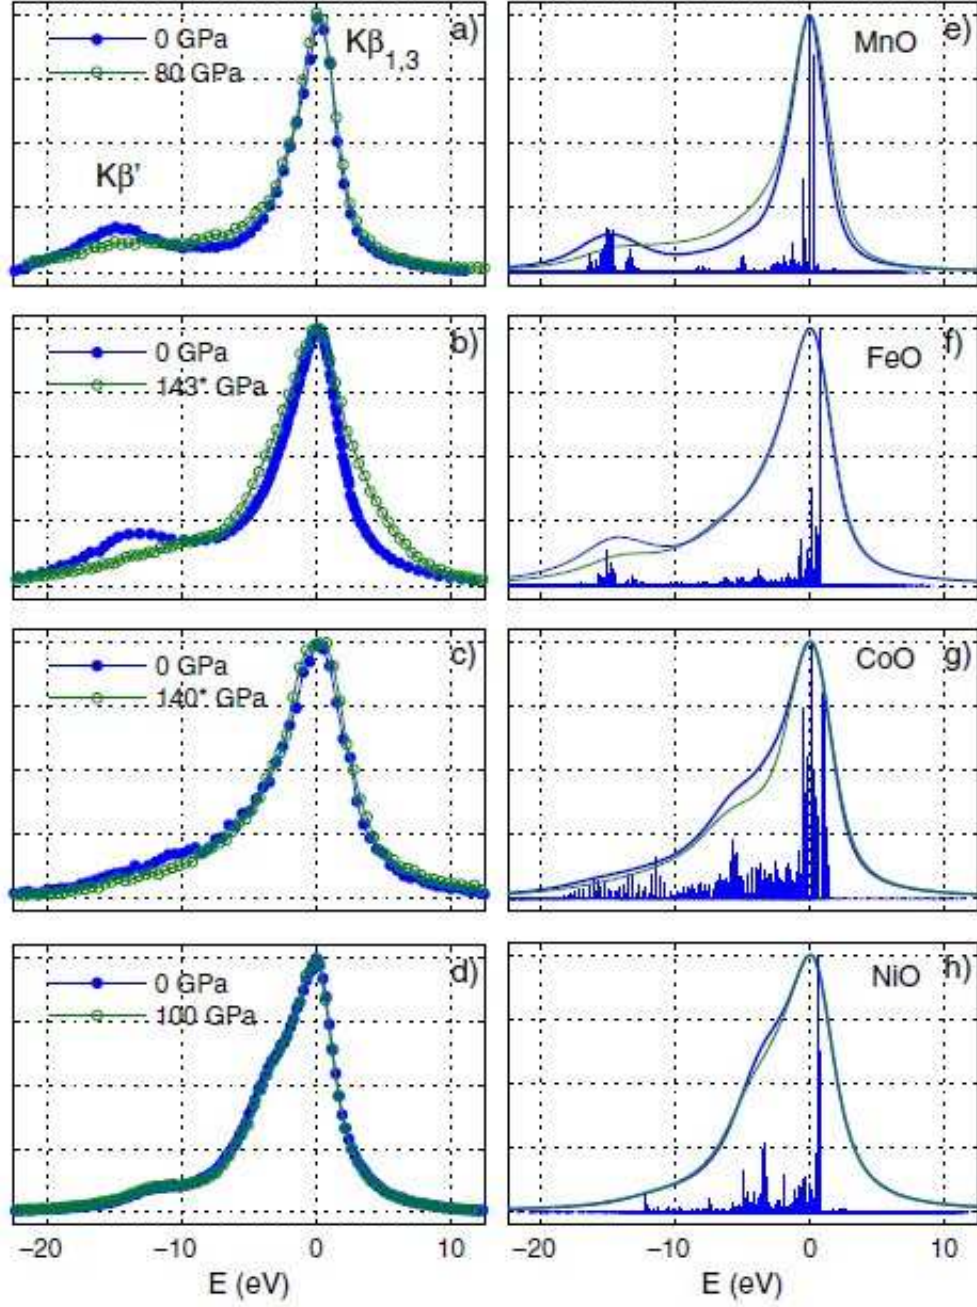 a)
0 GPa
80 GPa
Kβ1,3
Kβ'
e)
MnO
b)
0 GPa
143* GPa
f)
FeO
c)
0 GPa
140* GPa
g)
CoO
d)
0 GPa
100 GPa
h)
NiO
−20 −10 0 10
−20 −10 0 10
E (eV)
E (eV)